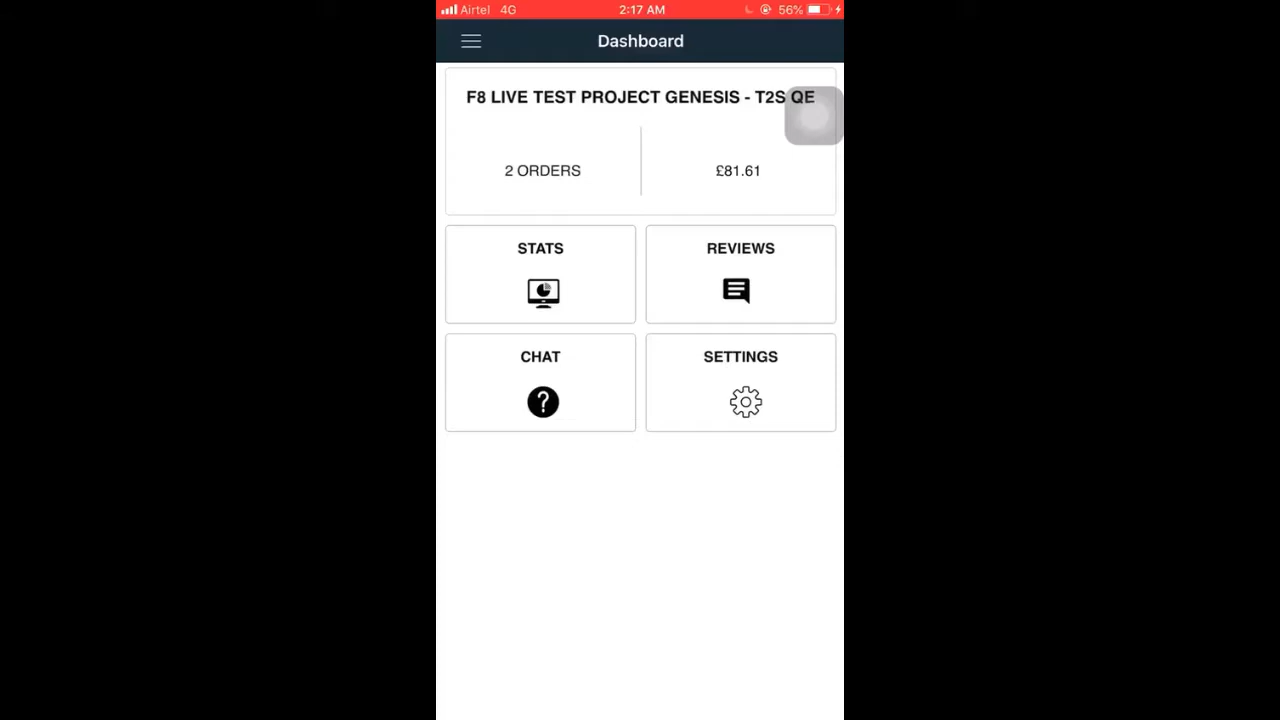 Airtel 4G 2:17 AM 56%
Dashboard
F8 LIVE TEST PROJECT GENESIS - T2S QE
2 ORDERS £81.61
STATS REVIEWS
CHAT SETTINGS